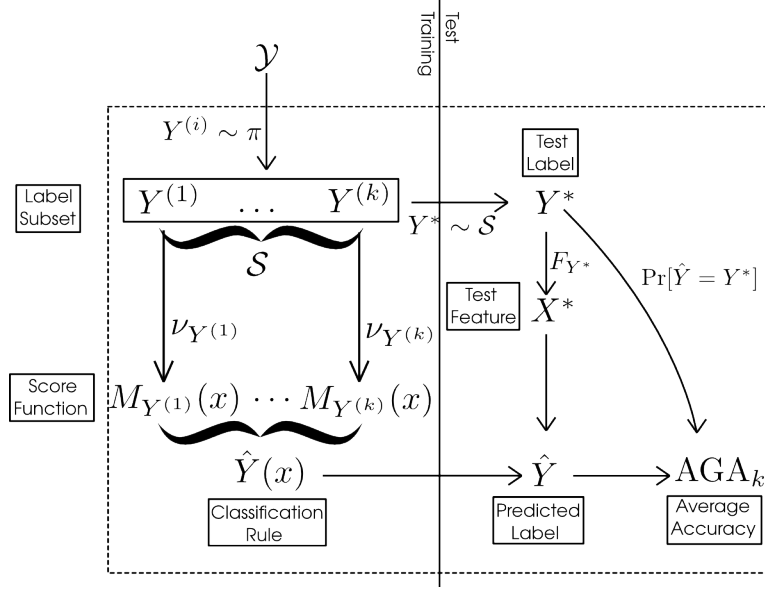 Test
Training
𝒴
Y^{(i)} ∼ π
Test
Label
Label
Subset
Y^{(1)} … Y^{(k)}
Y^* ∼ 𝒮
Y^*
𝒮
F_{Y^*}
Pr[Ŷ = Y^*]
Test
Feature
X^*
ν_{Y^{(1)}} ν_{Y^{(k)}}
Score
Function
M_{Y^{(1)}}(x) ⋯ M_{Y^{(k)}}(x)
Ŷ(x)
Ŷ
AGA_k
Classification
Rule
Predicted
Label
Average
Accuracy